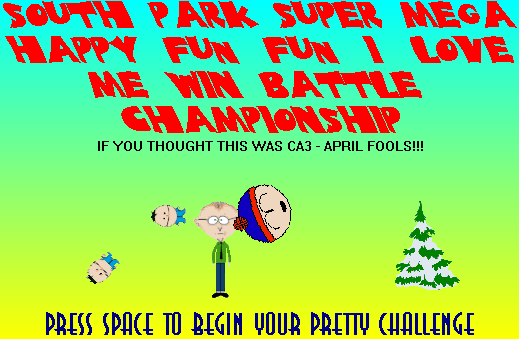 SOUTH PARK SUPER MEGA
HAPPY FUN FUN I LOVE
ME WIN BATTLE
CHAMPIONSHIP
IF YOU THOUGHT THIS WAS CA3 - APRIL FOOLS!!!
PRESS SPACE TO BEGIN YOUR PRETTY CHALLENGE